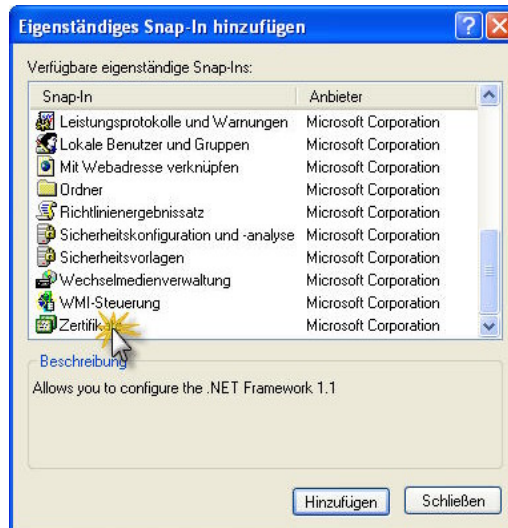 Eigenständiges Snap-In hinzufügen
Verfügbare eigenständige Snap-Ins:
Snap-In Anbieter
Leistungsprotokolle und Warnungen Microsoft Corporation
Lokale Benutzer und Gruppen Microsoft Corporation
Mit Webadresse verknüpfen Microsoft Corporation
Ordner Microsoft Corporation
Richtlinienergebnissatz Microsoft Corporation
Sicherheitskonfiguration und -analyse Microsoft Corporation
Sicherheitsvorlagen Microsoft Corporation
Wechselmedienverwaltung Microsoft Corporation
WMI-Steuerung Microsoft Corporation
Zertifikate Microsoft Corporation
Beschreibung
Allows you to configure the .NET Framework 1.1
Hinzufügen Schließen